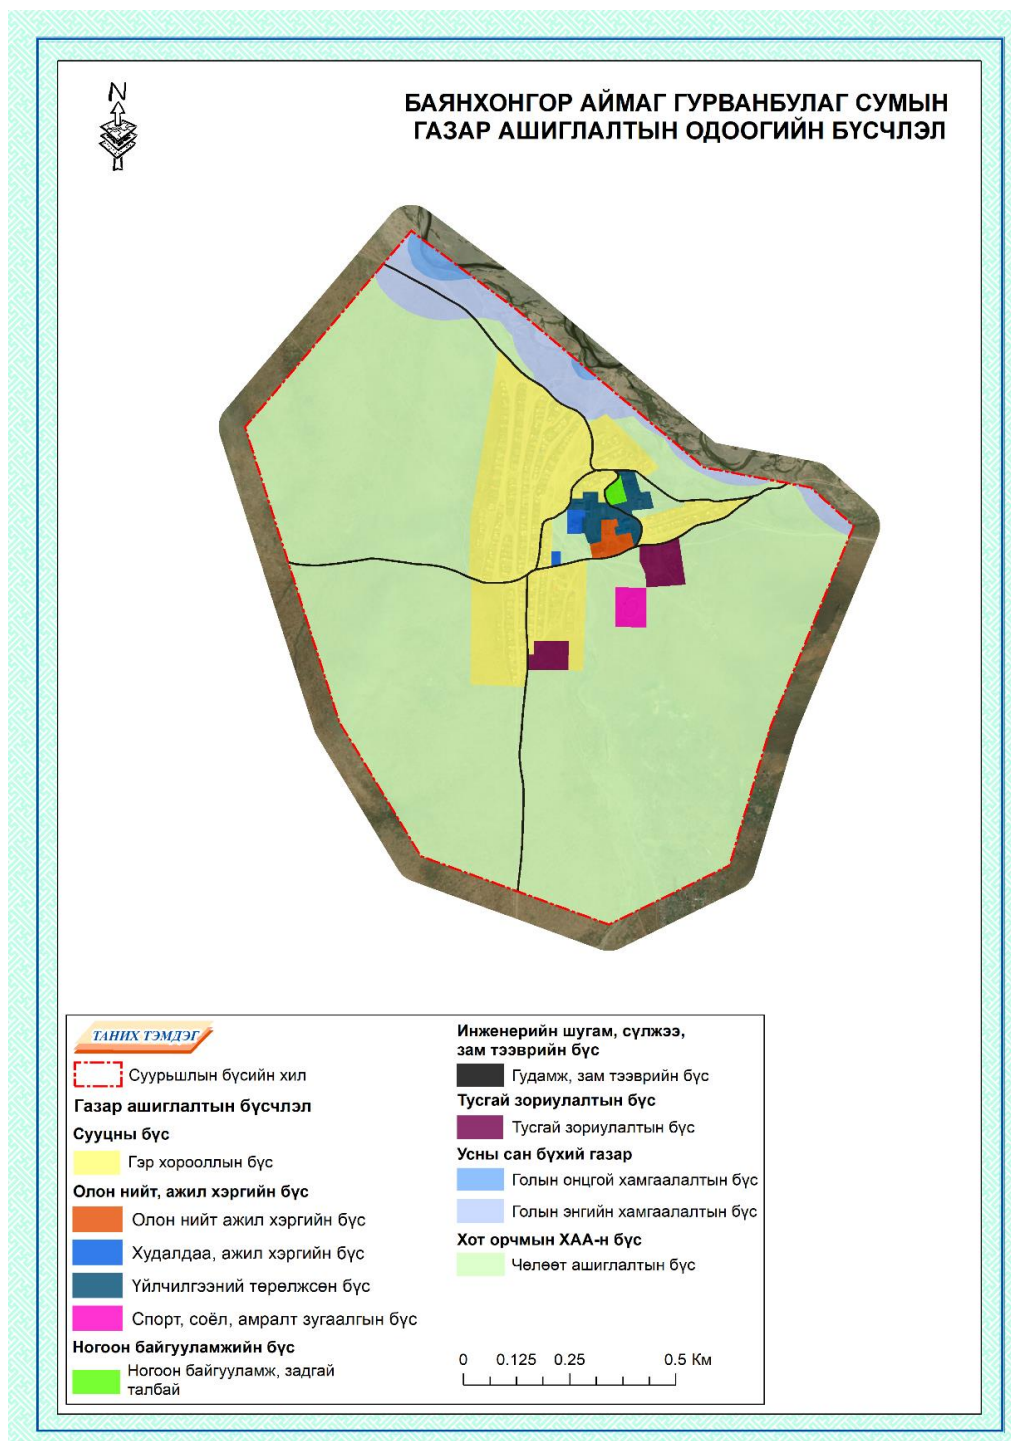 N
БАЯНХОНГОР АЙМАГ ГУРВАНБУЛАГ СУМЫН
ГАЗАР АШИГЛАЛТЫН ОДООГИЙН БҮСЧЛЭЛ
ТАНИХ ТЭМДЭГ
Суурьшлын бүсийн хил
Газар ашиглалтын бүсчлэл
Сууцны бүс
Гэр хорооллын бүс
Олон нийт, ажил хэргийн бүс
Олон нийт ажил хэргийн бүс
Худалдаа, ажил хэргийн бүс
Үйлчилгээний төрөлжсөн бүс
Спорт, соёл, амралт зугаалгын бүс
Ногоон байгууламжийн бүс
Ногоон байгууламж, задгай
талбай
Инженерийн шугам, сүлжээ,
зам тээврийн бүс
Гудамж, зам тээврийн бүс
Тусгай зориулалтын бүс
Тусгай зориулалтын бүс
Усны сан бүхий газар
Голын онцгой хамгаалалтын бүс
Голын энгийн хамгаалалтын бүс
Хот орчмын ХАА-н бүс
Чөлөөт ашиглалтын бүс
0 0.125 0.25 0.5 Км